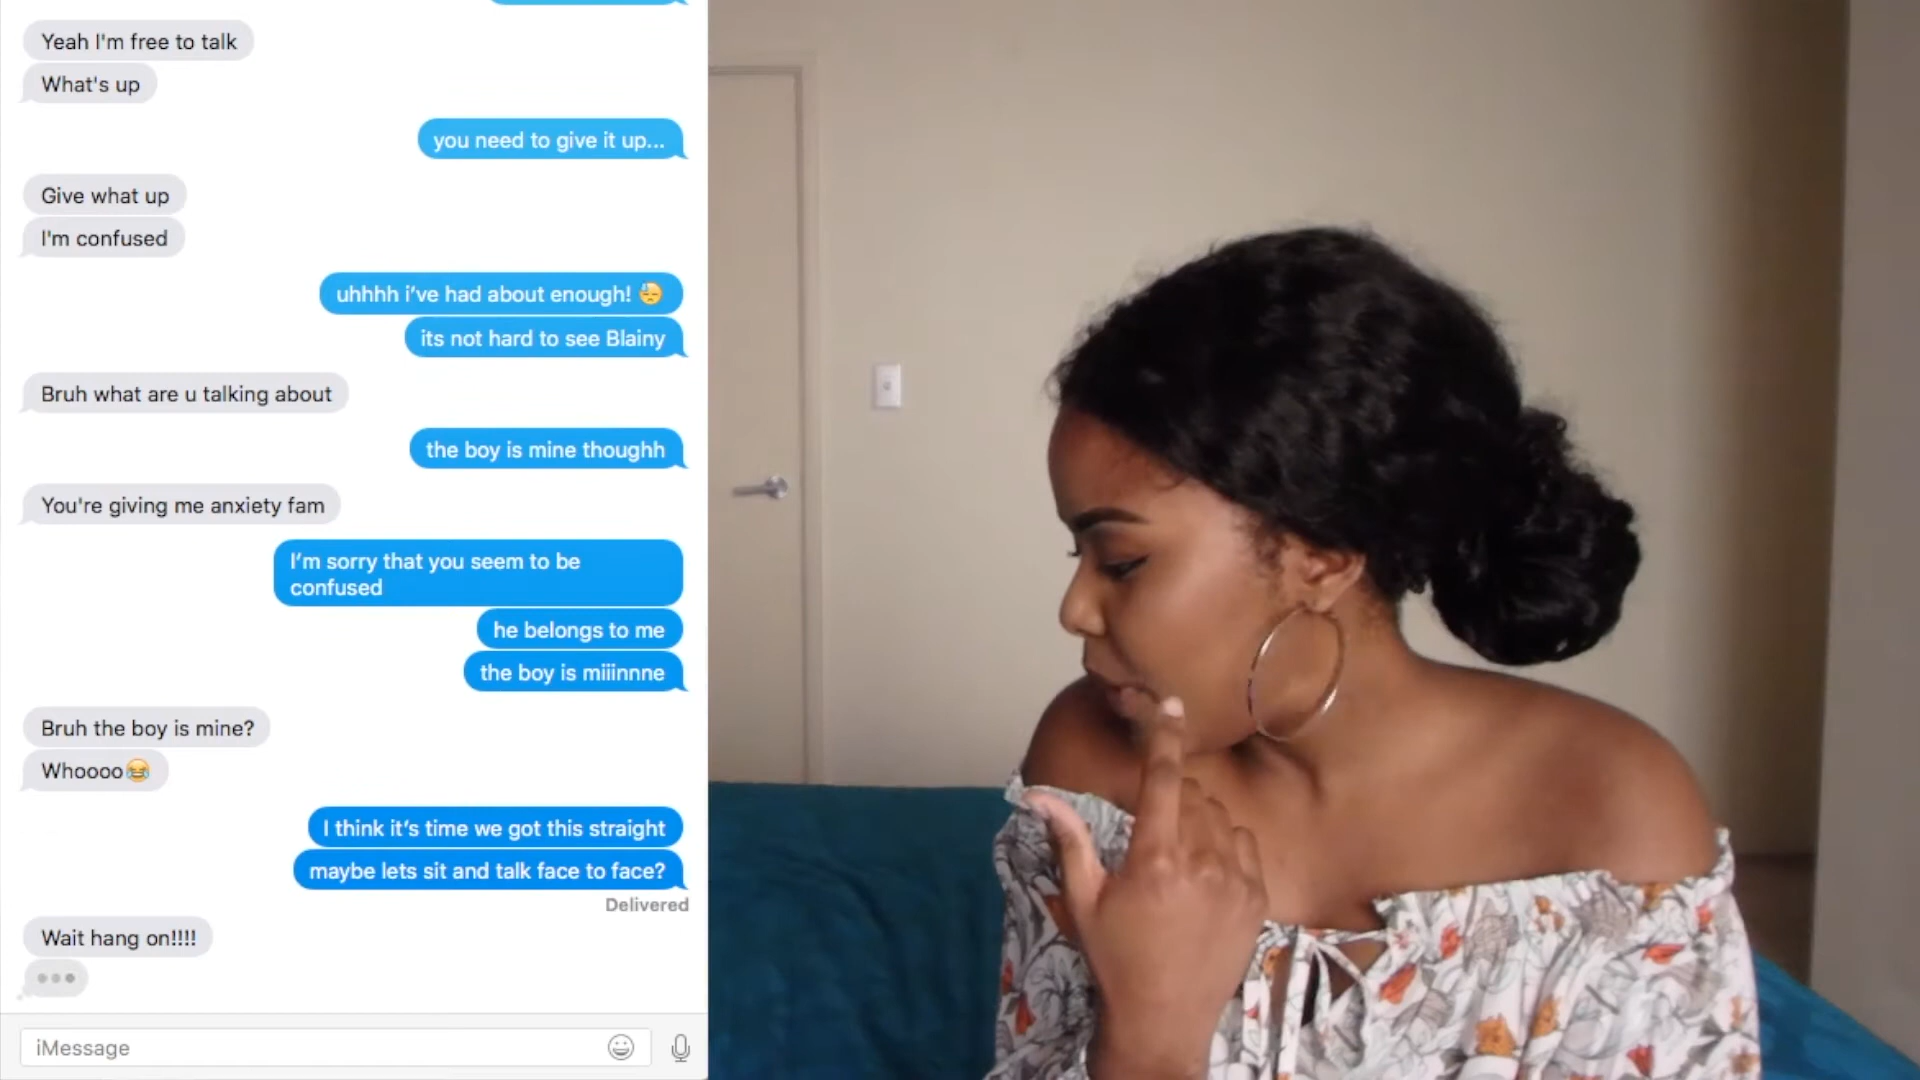 Yeah I'm free to talk
What's up
you need to give it up...
Give what up
I'm confused
uhhhh i've had about enough! 😓
its not hard to see Blainy
Bruh what are u talking about
the boy is mine thoughh
You're giving me anxiety fam
I'm sorry that you seem to be
confused
he belongs to me
the boy is miiinnne
Bruh the boy is mine?
Whoooo😂
I think it's time we got this straight
maybe lets sit and talk face to face?
Delivered
Wait hang on!!!!
iMessage